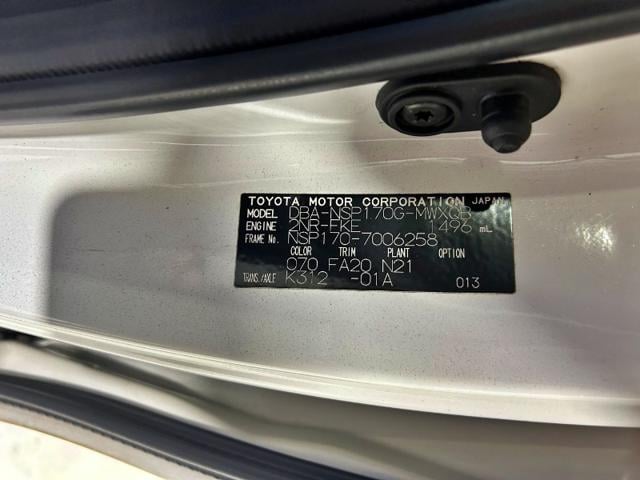 TOYOTA MOTOR CORPORATION JAPAN
MODEL DBA-NSP170G-MWXQB
ENGINE 2NR-FKE 1496 mL
FRAME No. NSP170-7006258
COLOR TRIM PLANT OPTION
070 FA20 N21
TRANS./AXLE K312 -01A 013